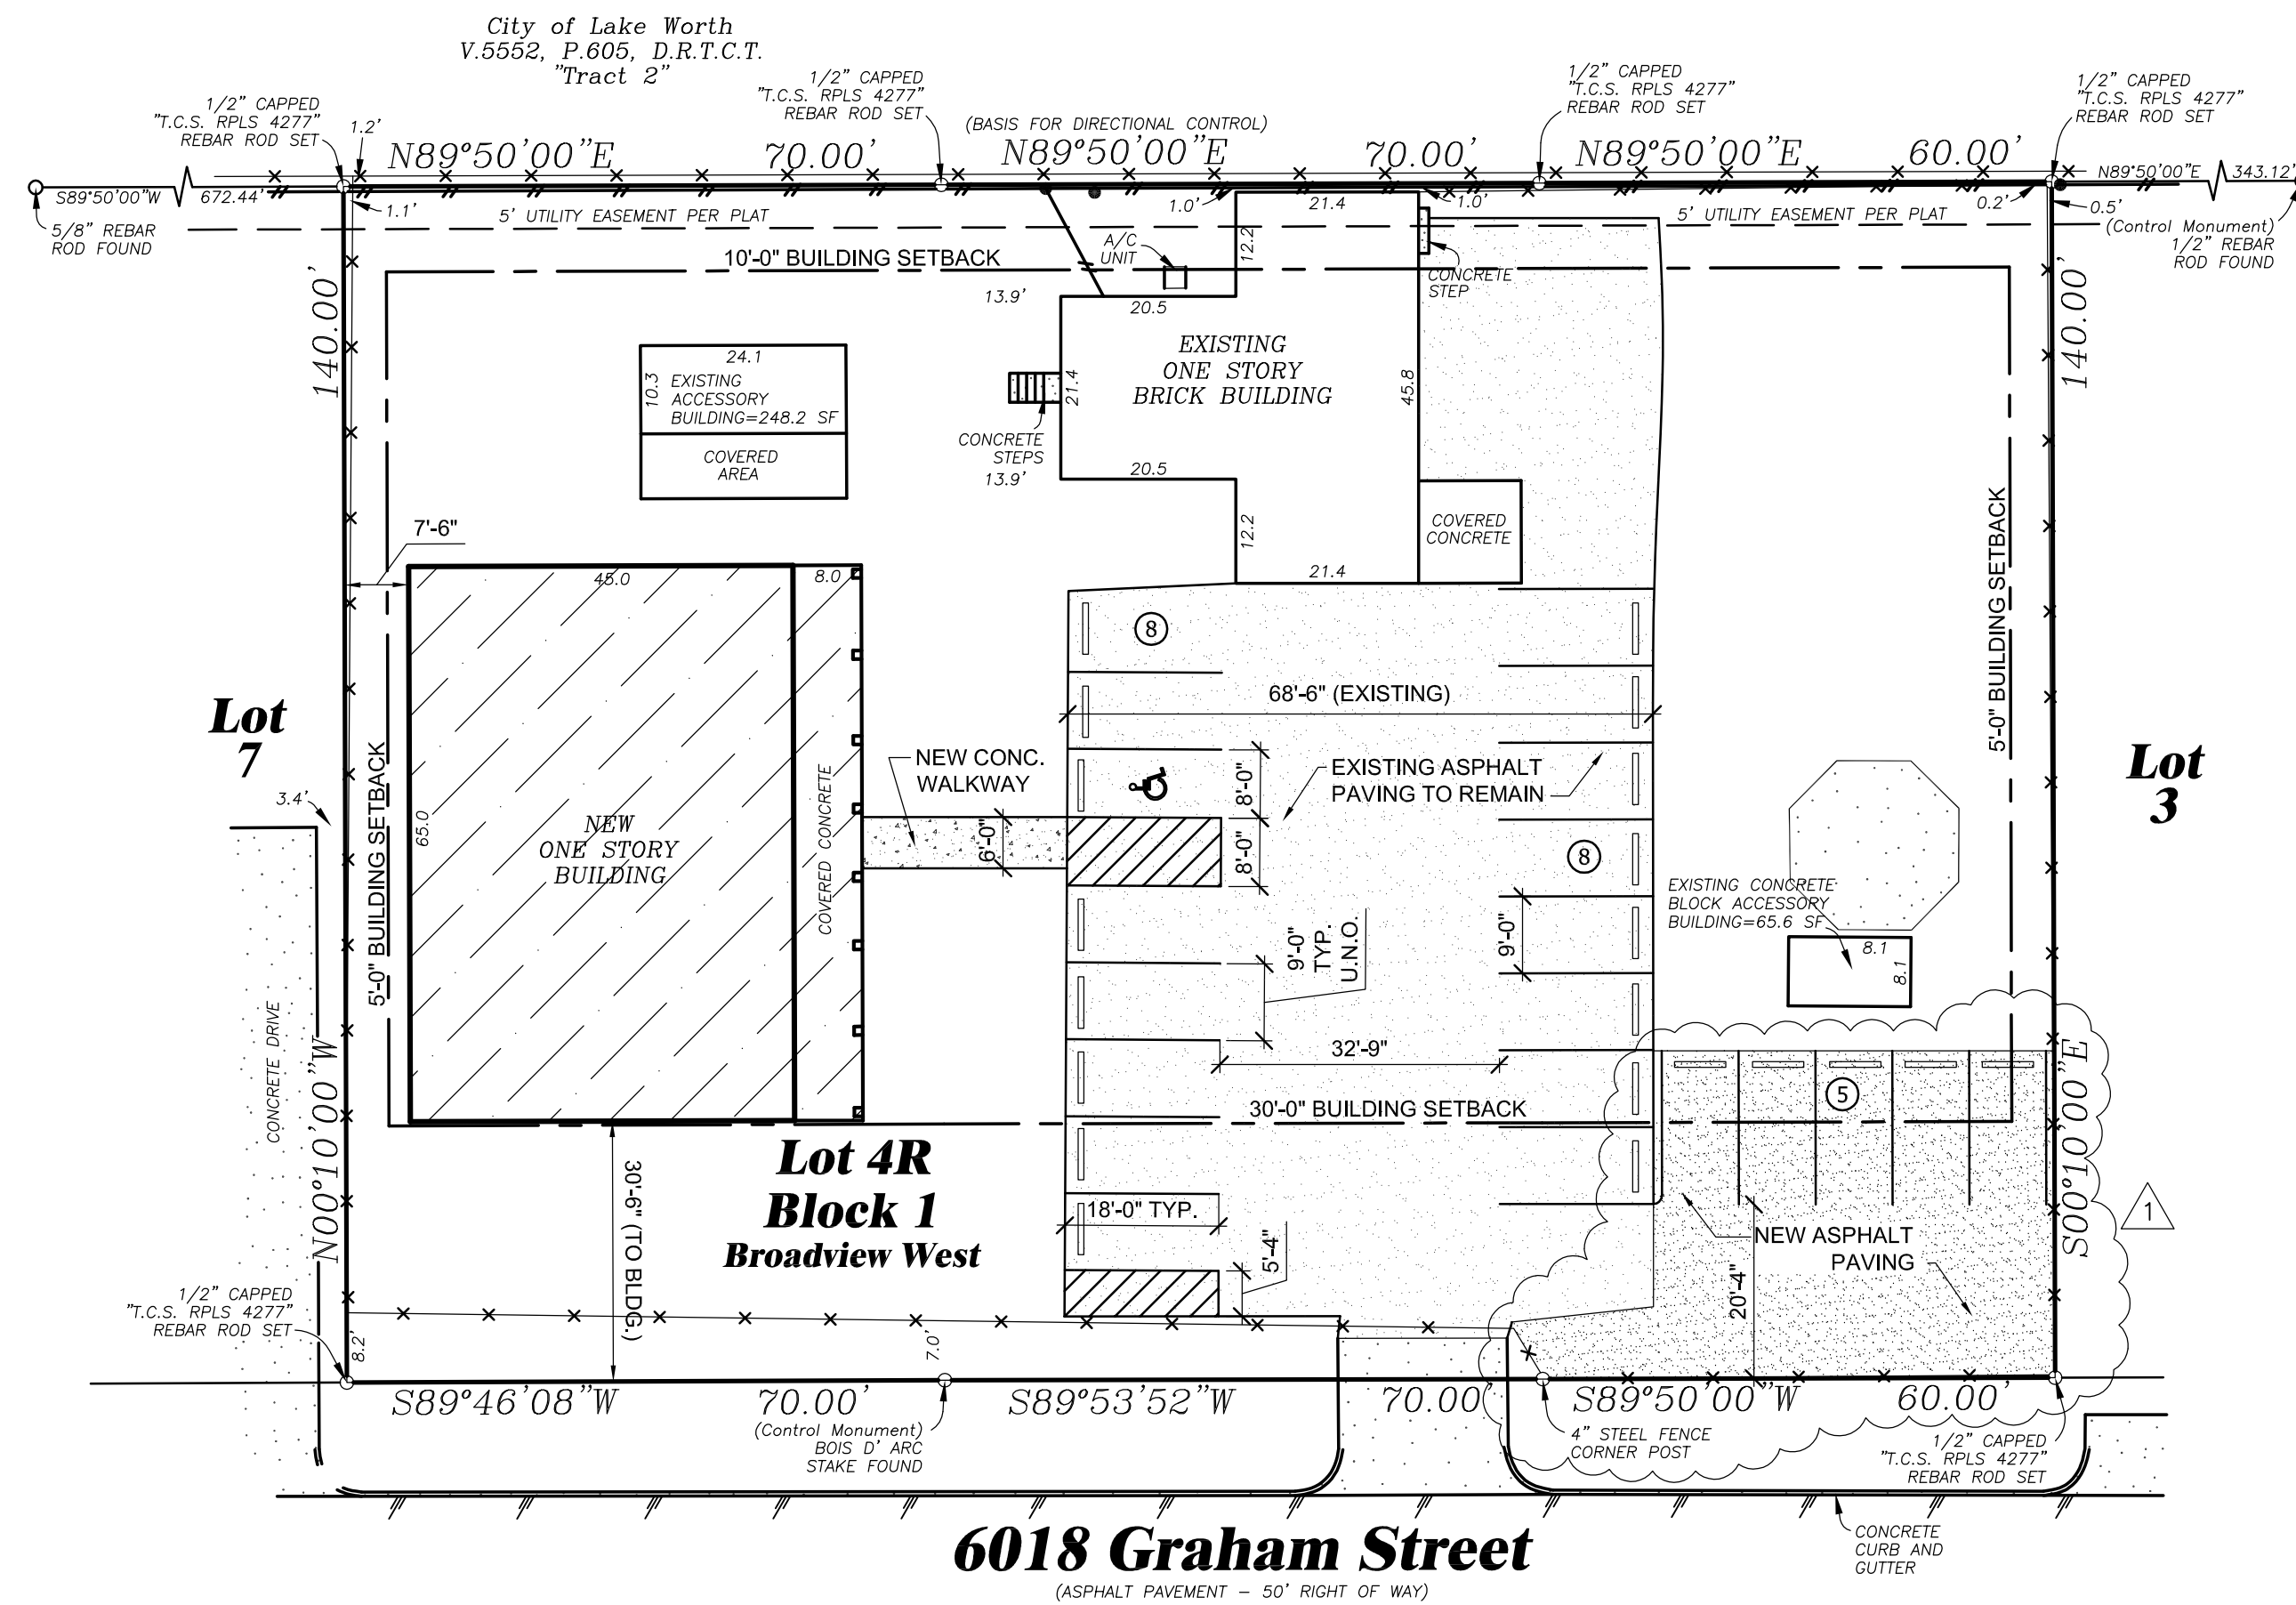 City of Lake Worth
V.5552, P.605, D.R.T.C.T.
"Tract 2"
1/2" CAPPED
"T.C.S. RPLS 4277"
REBAR ROD SET
1.2'
1/2" CAPPED
"T.C.S. RPLS 4277"
REBAR ROD SET
(BASIS FOR DIRECTIONAL CONTROL)
1/2" CAPPED
"T.C.S. RPLS 4277"
REBAR ROD SET
1/2" CAPPED
"T.C.S. RPLS 4277"
REBAR ROD SET
N89°50'00"E 70.00'
N89°50'00"E 70.00'
N89°50'00"E 60.00'
S89°50'00"W 672.44'
N89°50'00"E 343.12'
5/8" REBAR
ROD FOUND
1.1'
5' UTILITY EASEMENT PER PLAT
1.0'
21.4
1.0'
5' UTILITY EASEMENT PER PLAT
0.2'
0.5'
(Control Monument)
1/2" REBAR
ROD FOUND
10'-0" BUILDING SETBACK
A/C
UNIT
12.2
CONCRETE
STEP
140.00'
140.00'
13.9'
20.5
24.1
10.3
EXISTING
ACCESSORY
BUILDING=248.2 SF
COVERED
AREA
EXISTING
ONE STORY
BRICK BUILDING
21.4
45.8
CONCRETE
STEPS
13.9'
20.5
12.2
21.4
COVERED
CONCRETE
7'-6"
45.0
8.0
8
68'-6" (EXISTING)
5'-0" BUILDING SETBACK
Lot
7
3.4'
5'-0" BUILDING SETBACK
65.0
NEW
ONE STORY
BUILDING
COVERED CONCRETE
NEW CONC.
WALKWAY
6'-0"
8'-0"
8'-0"
EXISTING ASPHALT
PAVING TO REMAIN
8
Lot
3
EXISTING CONCRETE
BLOCK ACCESSORY
BUILDING=65.6 SF
8.1
8.1
9'-0"
TYP.
U.N.O.
9'-0"
CONCRETE DRIVE
N00°10'00"W
32'-9"
5
S00°10'00"E
30'-0" BUILDING SETBACK
Lot 4R
Block 1
Broadview West
30'-6" (TO BLDG.)
18'-0" TYP.
5'-4"
NEW ASPHALT
PAVING
20'-4"
1
1/2" CAPPED
"T.C.S. RPLS 4277"
REBAR ROD SET
8.2'
7.0'
S89°46'08"W 70.00'
S89°53'52"W 70.00'
S89°50'00"W 60.00'
(Control Monument)
BOIS D' ARC
STAKE FOUND
4" STEEL FENCE
CORNER POST
1/2" CAPPED
"T.C.S. RPLS 4277"
REBAR ROD SET
6018 Graham Street
(ASPHALT PAVEMENT – 50' RIGHT OF WAY)
CONCRETE
CURB AND
GUTTER